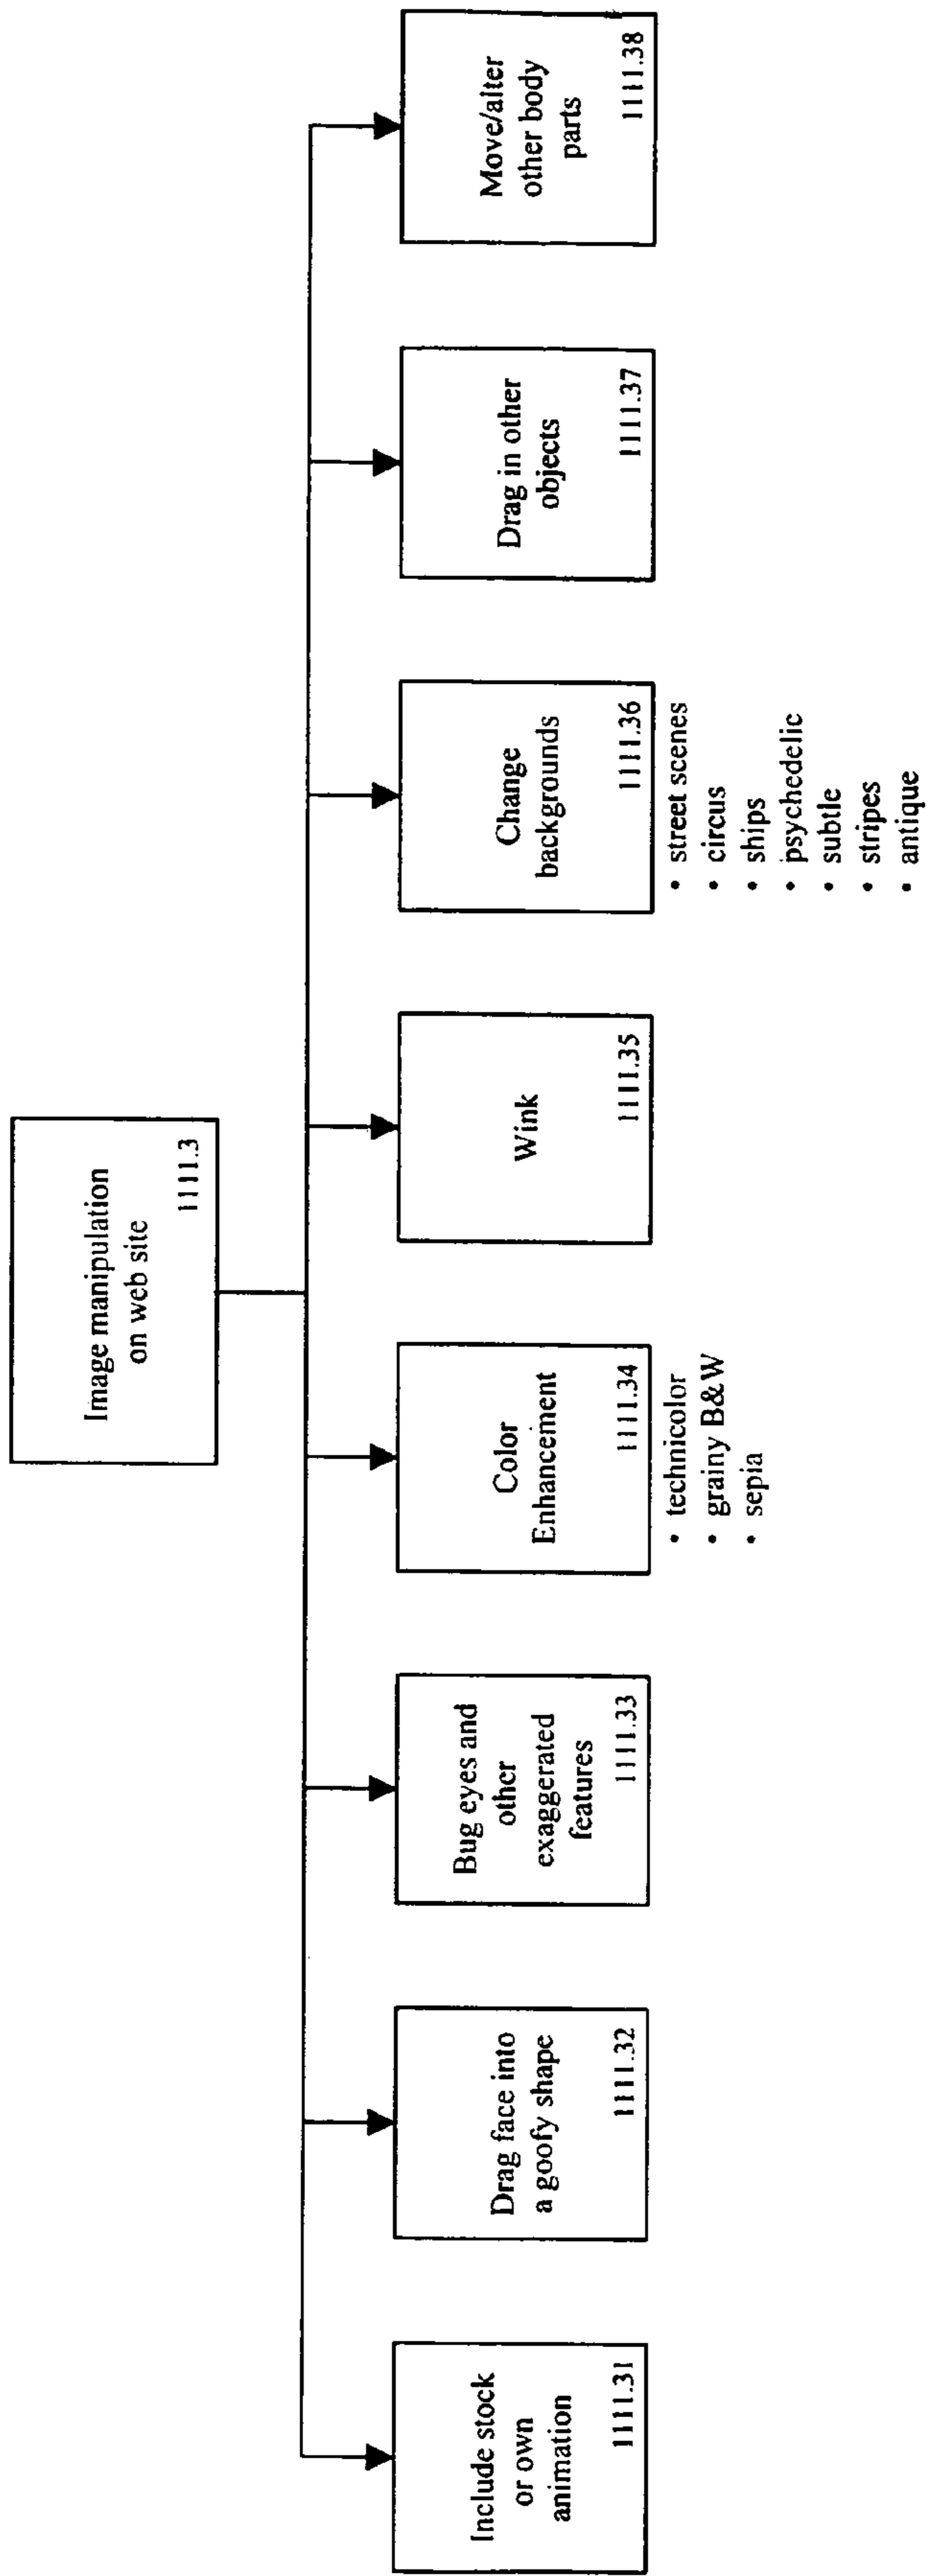 Image manipulation
on web site
1111.3
Include stock
or own
animation
1111.31
Drag face into
a goofy shape
1111.32
Bug eyes and
other
exaggerated
features
1111.33
Color
Enhancement
1111.34
• technicolor
• grainy B&W
• sepia
Wink
1111.35
Change
backgrounds
1111.36
• street scenes
• circus
• ships
• psychedelic
• subtle
• stripes
• antique
Drag in other
objects
1111.37
Move/alter
other body
parts
1111.38